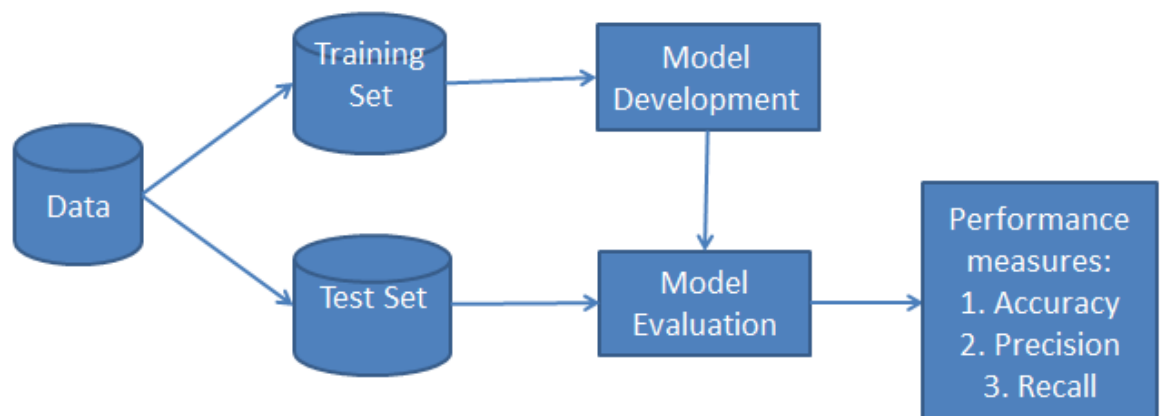 Training
Set
Model
Development
Data
Test Set
Model
Evaluation
Performance
measures:
1. Accuracy
2. Precision
3. Recall